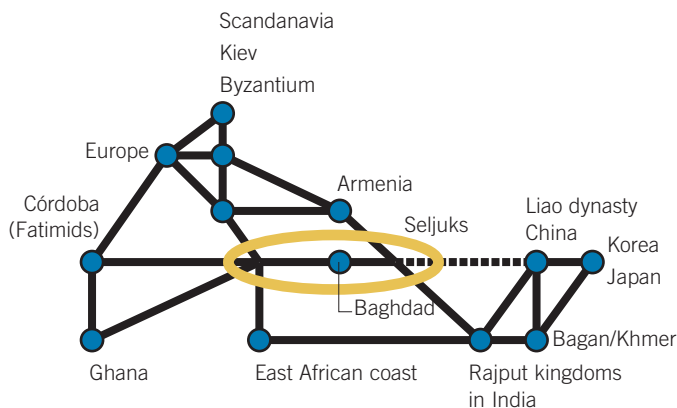 Scandanavia
Kiev
Byzantium
Europe
Armenia
Córdoba
(Fatimids)
Seljuks
Liao dynasty
China
Korea
Japan
Baghdad
Bagan/Khmer
Ghana
East African coast
Rajput kingdoms
in India